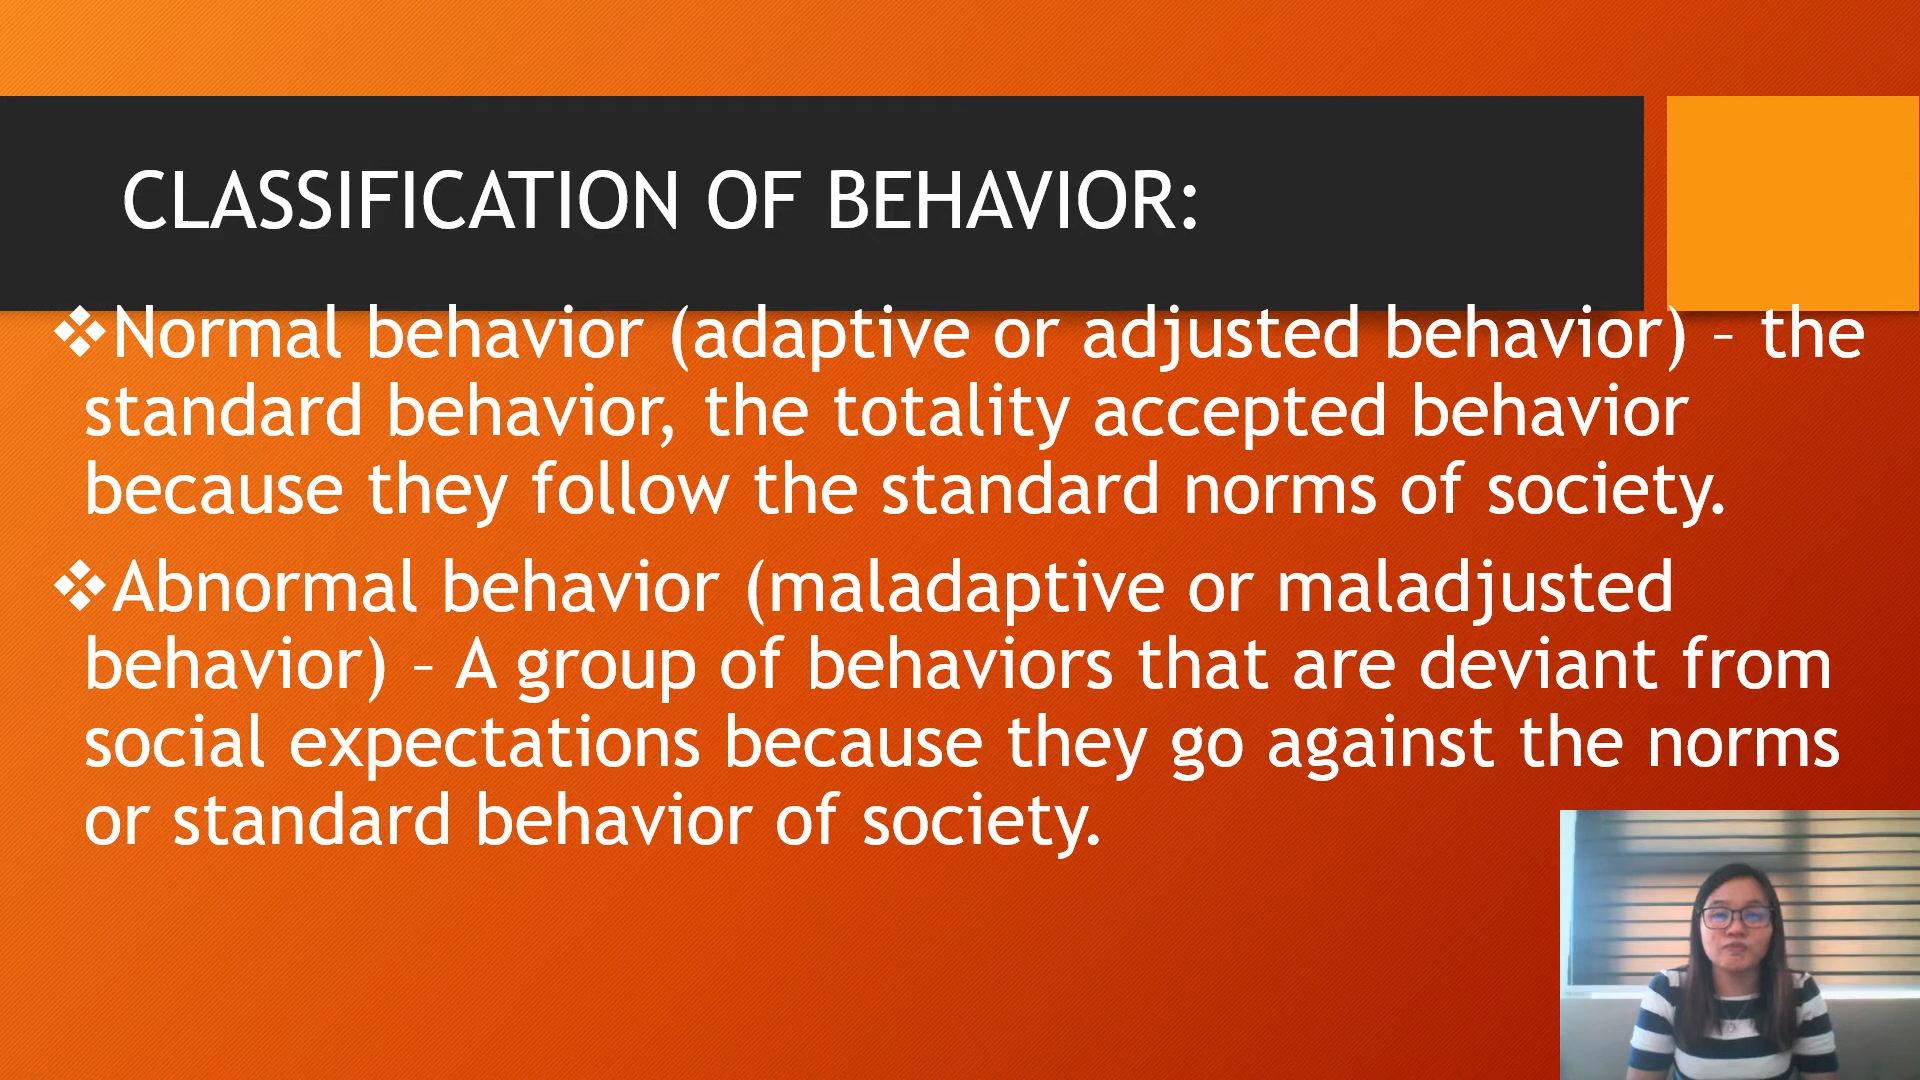 CLASSIFICATION OF BEHAVIOR:
❖Normal behavior (adaptive or adjusted behavior) – the
standard behavior, the totality accepted behavior
because they follow the standard norms of society.
❖Abnormal behavior (maladaptive or maladjusted
behavior) – A group of behaviors that are deviant from
social expectations because they go against the norms
or standard behavior of society.